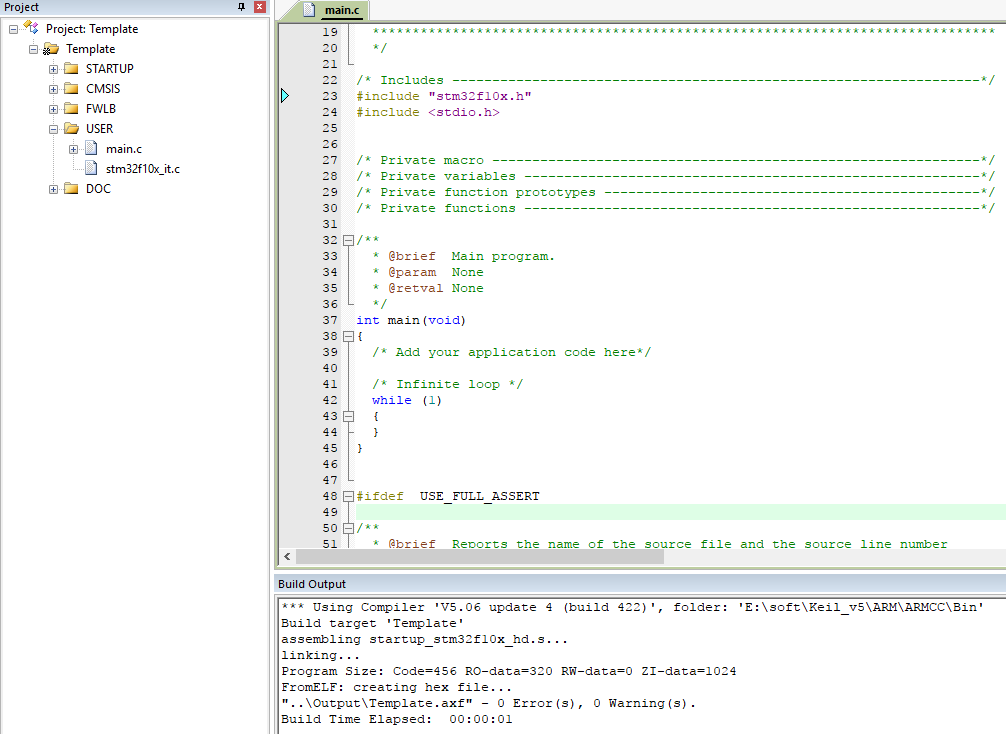 Project
Project: Template
Template
STARTUP
CMSIS
FWLB
USER
main.c
stm32f10x_it.c
DOC
main.c
19   ******************************************************************************
20   */
21
22 /* Includes ------------------------------------------------------------------*/
23 #include "stm32f10x.h"
24 #include <stdio.h>
25
26
27 /* Private macro -------------------------------------------------------------*/
28 /* Private variables ---------------------------------------------------------*/
29 /* Private function prototypes -----------------------------------------------*/
30 /* Private functions ---------------------------------------------------------*/
31
32 /**
33   * @brief  Main program.
34   * @param  None
35   * @retval None
36   */
37 int main(void)
38 {
39   /* Add your application code here*/
40
41   /* Infinite loop */
42   while (1)
43   {
44   }
45 }
46
47
48 #ifdef  USE_FULL_ASSERT
49
50 /**
51   * @brief  Reports the name of the source file and the source line number
Build Output
*** Using Compiler 'V5.06 update 4 (build 422)', folder: 'E:\soft\Keil_v5\ARM\ARMCC\Bin'
Build target 'Template'
assembling startup_stm32f10x_hd.s...
linking...
Program Size: Code=456 RO-data=320 RW-data=0 ZI-data=1024
FromELF: creating hex file...
"..\Output\Template.axf" - 0 Error(s), 0 Warning(s).
Build Time Elapsed:  00:00:01